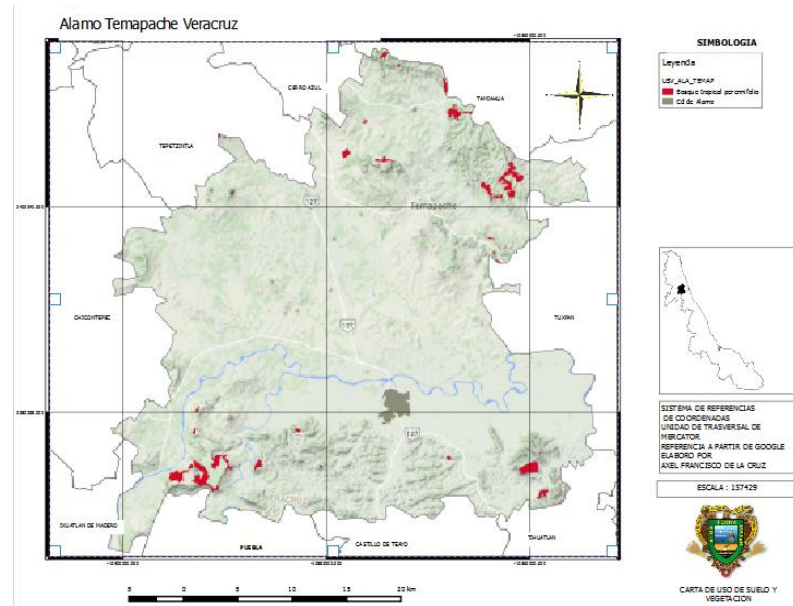 Alamo Temapache Veracruz
SIMBOLOGIA
Leyenda
USV_ALA_TEMAP
Bosque tropical perennifolio
Cd de Alamo
CERRO AZUL
TAMIAHUA
TEPETZINTLA
Temapache
127
CHICONTEPEC
TUXPAN
SISTEMA DE REFERENCIAS
DE COORDENADAS
UNIDAD DE TRASVERSAL DE
MERCATOR
REFERENCIA A PARTIR DE GOOGLE
ELABORO POR
AXEL FRANCISCO DE LA CRUZ
ESCALA : 157429
VERACRUZ
IXUATLAN DE MADERO
PUEBLA
CASTILLO DE TEAYO
TIHUATLAN
5 0 5 10 15 20 km
CARTA DE USO DE SUELO Y
VEGETACION